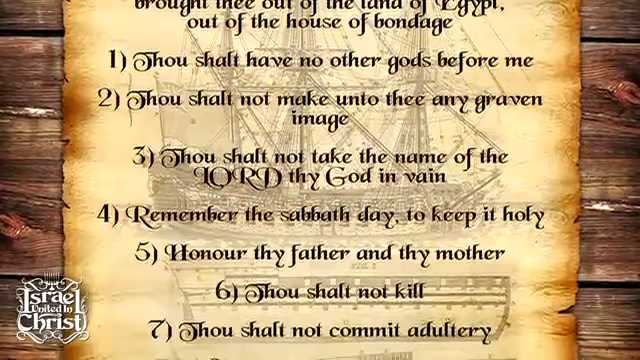 brought thee out of the land of Egypt,
out of the house of bondage
1) Thou shalt have no other gods before me
2) Thou shalt not make unto thee any graven
image
3) Thou shalt not take the name of the
LORD thy God in vain
4) Remember the sabbath day, to keep it holy
5) Honour thy father and thy mother
6) Thou shalt not kill
7) Thou shalt not commit adultery
Israel
United In
Christ